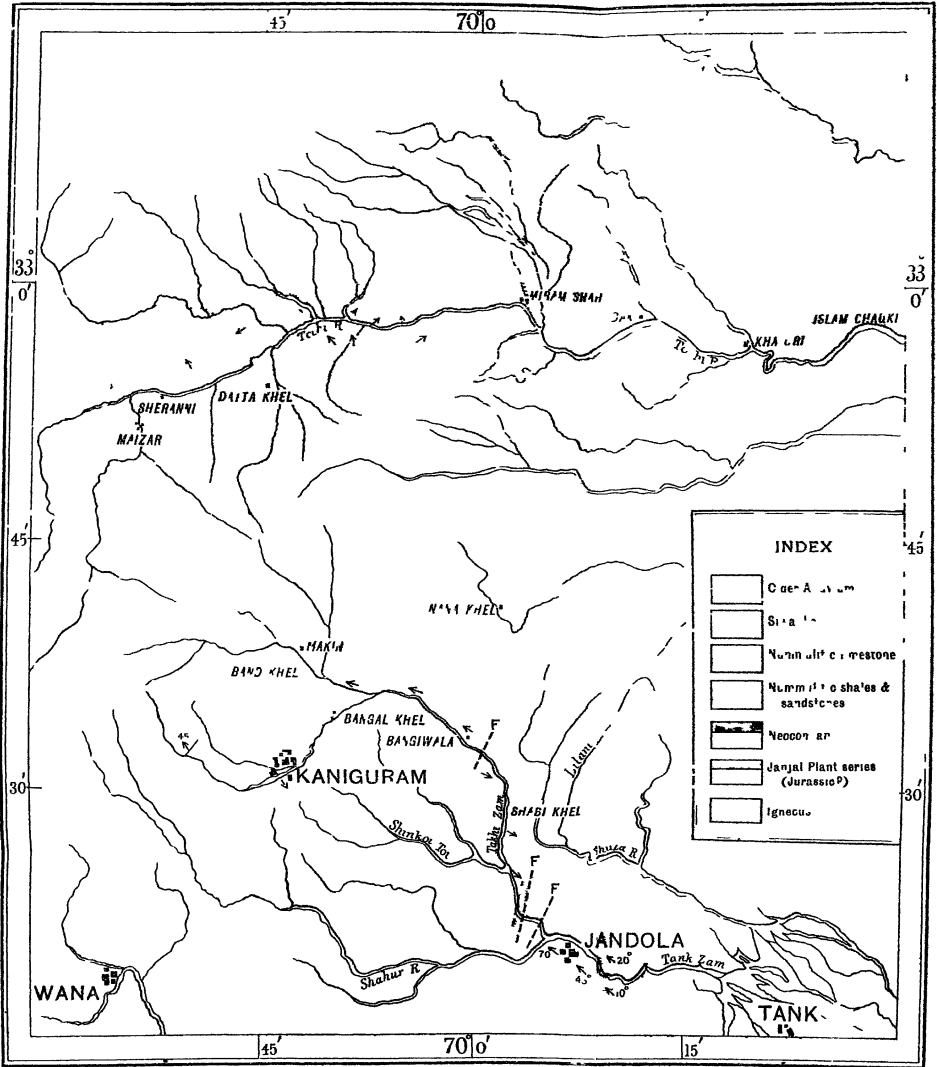 45′ 70°0
33° 0′ 33° 0′
MIRAM SHAH
ISLAM CHAUKI
Tochi R
SHERANNI
DATTA KHEL
MAIZAR
45′ 45′
INDEX
Nummulitic limestone
Nummulitic shales &
sandstones
Neocomian
Janjal Plant series
(Jurassic?)
Igneous
MAKIN
BAND KHEL
BANGAL KHEL
BANGIWALA
F
45
KANIGURAM
30′ 30′
Lilani
SHABI KHEL
Takki Zam
Shinkai Toi
Shuza R
F
F
JANDOLA
70 20°
Tank Zam
45° 10°
Shahur R
WANA
TANK
45′ 70°0′ 15′